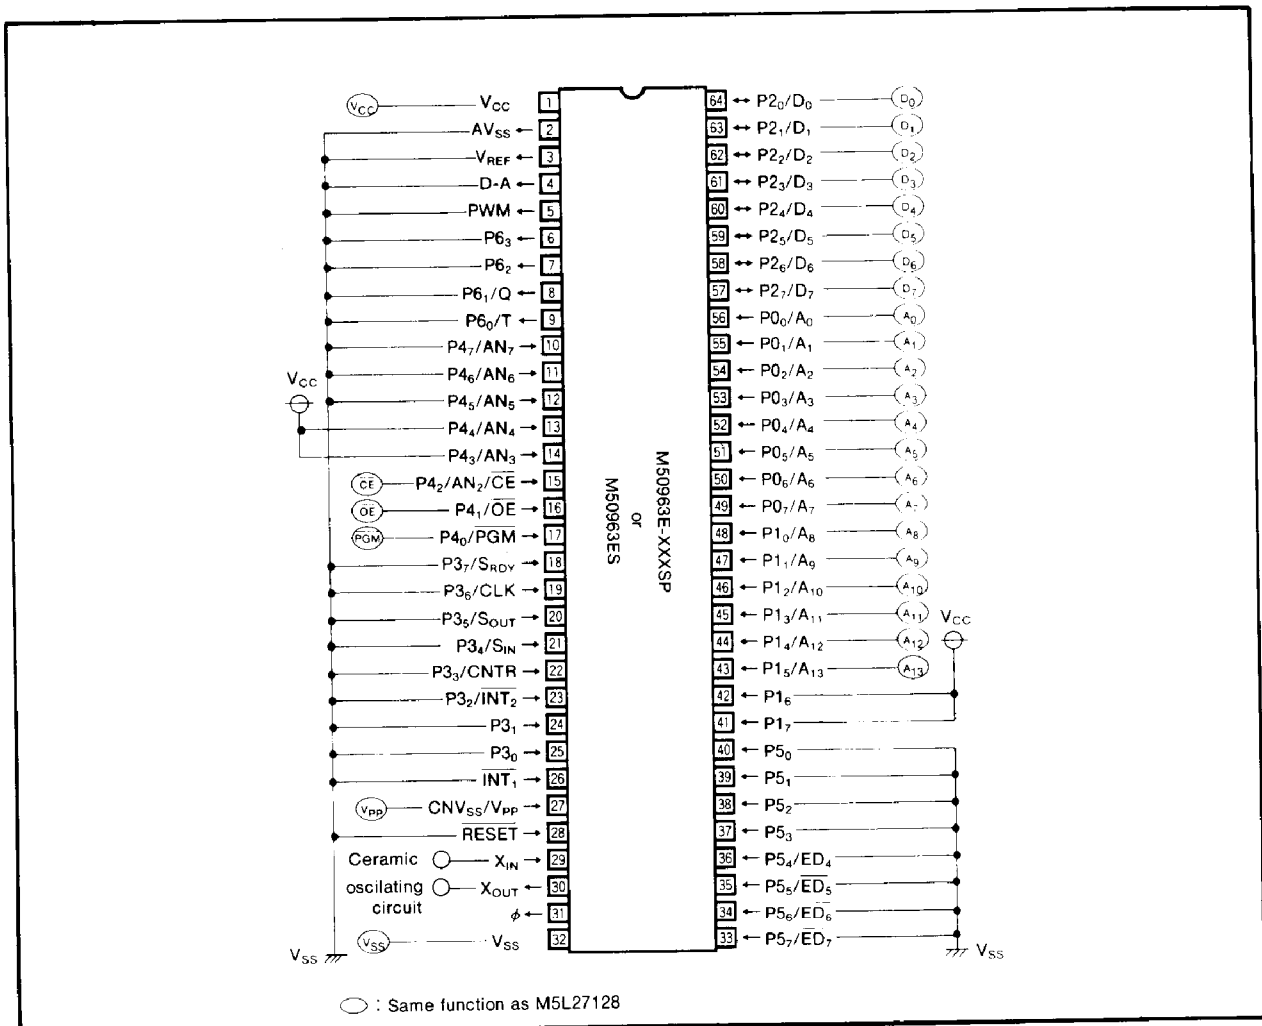 VCC VCC 1
AVSS 2
VREF 3
D-A 4
PWM 5
P63 6
P62 7
P61/Q 8
P60/T 9
P47/AN7 10
P46/AN6 11
VCC
P45/AN5 12
P44/AN4 13
P43/AN3 14
CE P42/AN2/CE 15
OE P41/OE 16
PGM P40/PGM 17
P37/SRDY 18
P36/CLK 19
P35/SOUT 20
P34/SIN 21
P33/CNTR 22
P32/INT2 23
P31 24
P30 25
INT1 26
VPP CNVSS/VPP 27
RESET 28
Ceramic XIN 29
oscilating XOUT 30
circuit
φ 31
VSS VSS 32
VSS
M50963E-XXXSP
or
M50963ES
64 P20/D0 D0
63 P21/D1 D1
62 P22/D2 D2
61 P23/D3 D3
60 P24/D4 D4
59 P25/D5 D5
58 P26/D6 D6
57 P27/D7 D7
56 P00/A0 A0
55 P01/A1 A1
54 P02/A2 A2
53 P03/A3 A3
52 P04/A4 A4
51 P05/A5 A5
50 P06/A6 A6
49 P07/A7 A7
48 P10/A8 A8
47 P11/A9 A9
46 P12/A10 A10
45 P13/A11 A11
VCC
44 P14/A12 A12
43 P15/A13 A13
42 P16
41 P17
40 P50
39 P51
38 P52
37 P53
36 P54/ED4
35 P55/ED5
34 P56/ED6
33 P57/ED7
VSS
: Same function as M5L27128